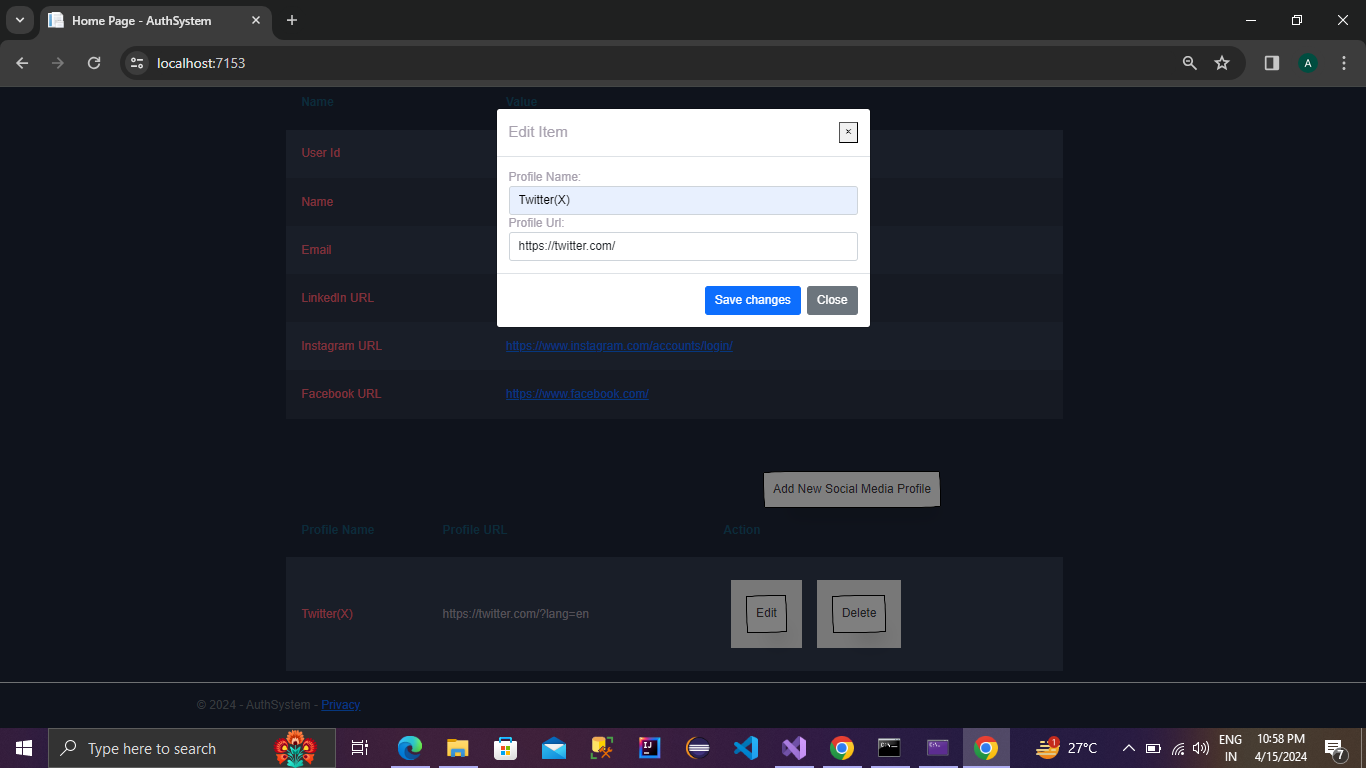 Home Page - AuthSystem
localhost:7153
A
Name Value
Edit Item
×
User Id
Profile Name:
Twitter(X)
Name
Profile Url:
https://twitter.com/
Email
LinkedIn URL
Save changes Close
Instagram URL https://www.instagram.com/accounts/login/
Facebook URL https://www.facebook.com/
Add New Social Media Profile
Profile Name Profile URL Action
Twitter(X) https://twitter.com/?lang=en Edit Delete
© 2024 - AuthSystem - Privacy
Type here to search
1
27°C
ENG
IN
10:58 PM
4/15/2024
7